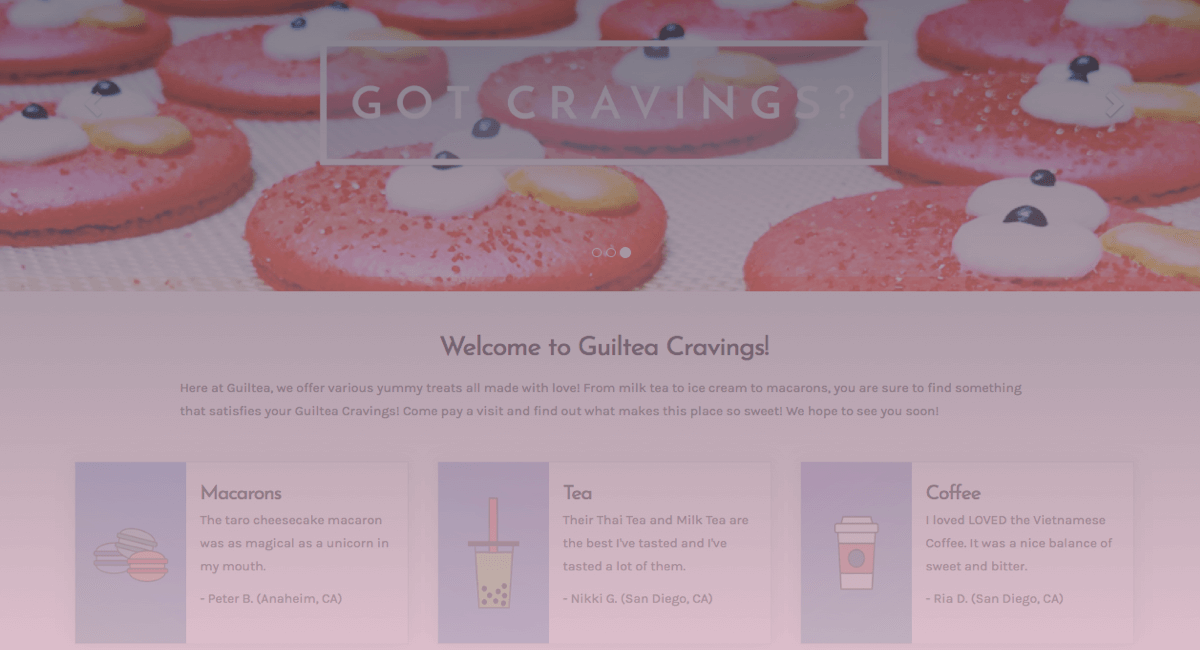 GOT CRAVINGS?
Welcome to Guiltea Cravings!
Here at Guiltea, we offer various yummy treats all made with love! From milk tea to ice cream to macarons, you are sure to find something
that satisfies your Guiltea Cravings! Come pay a visit and find out what makes this place so sweet! We hope to see you soon!
Macarons
The taro cheesecake macaron
was as magical as a unicorn in
my mouth.
- Peter B. (Anaheim, CA)
Tea
Their Thai Tea and Milk Tea are
the best I've tasted and I've
tasted a lot of them.
- Nikki G. (San Diego, CA)
Coffee
I loved LOVED the Vietnamese
Coffee. It was a nice balance of
sweet and bitter.
- Ria D. (San Diego, CA)